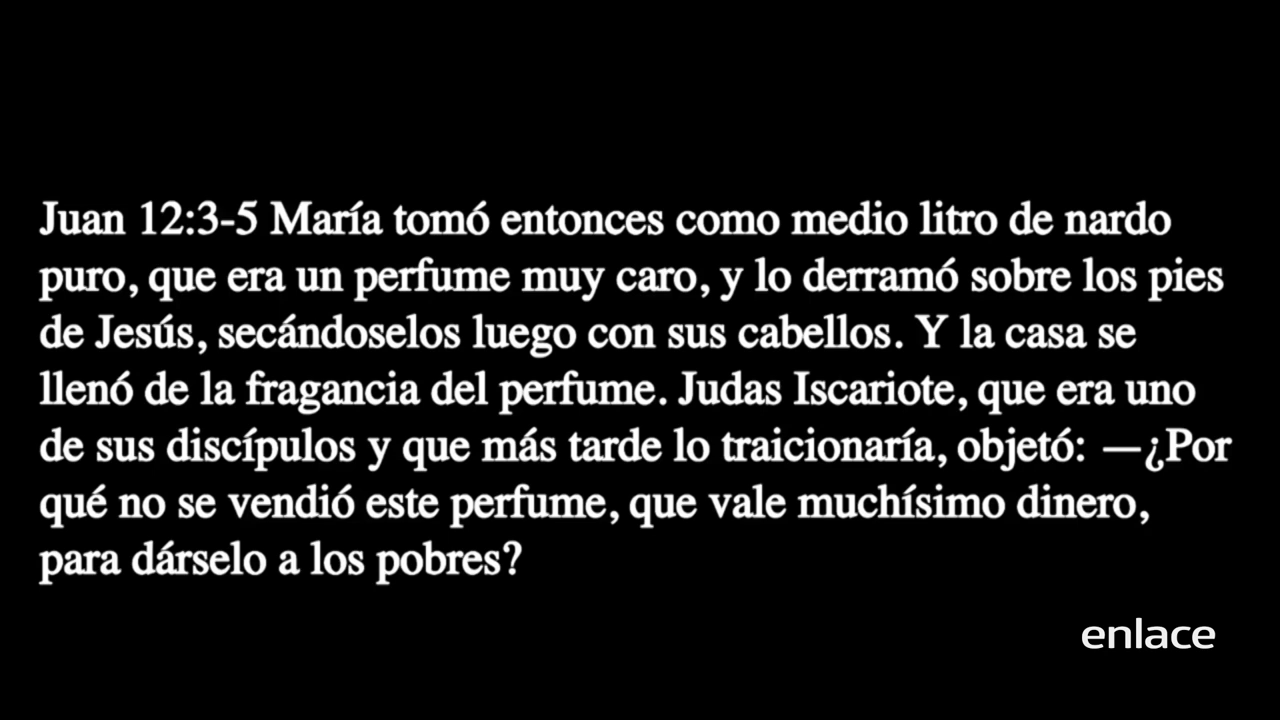 Juan 12:3-5 María tomó entonces como medio litro de nardo
puro, que era un perfume muy caro, y lo derramó sobre los pies
de Jesús, secándoselos luego con sus cabellos. Y la casa se
llenó de la fragancia del perfume. Judas Iscariote, que era uno
de sus discípulos y que más tarde lo traicionaría, objetó: —¿Por
qué no se vendió este perfume, que vale muchísimo dinero,
para dárselo a los pobres?
enlace